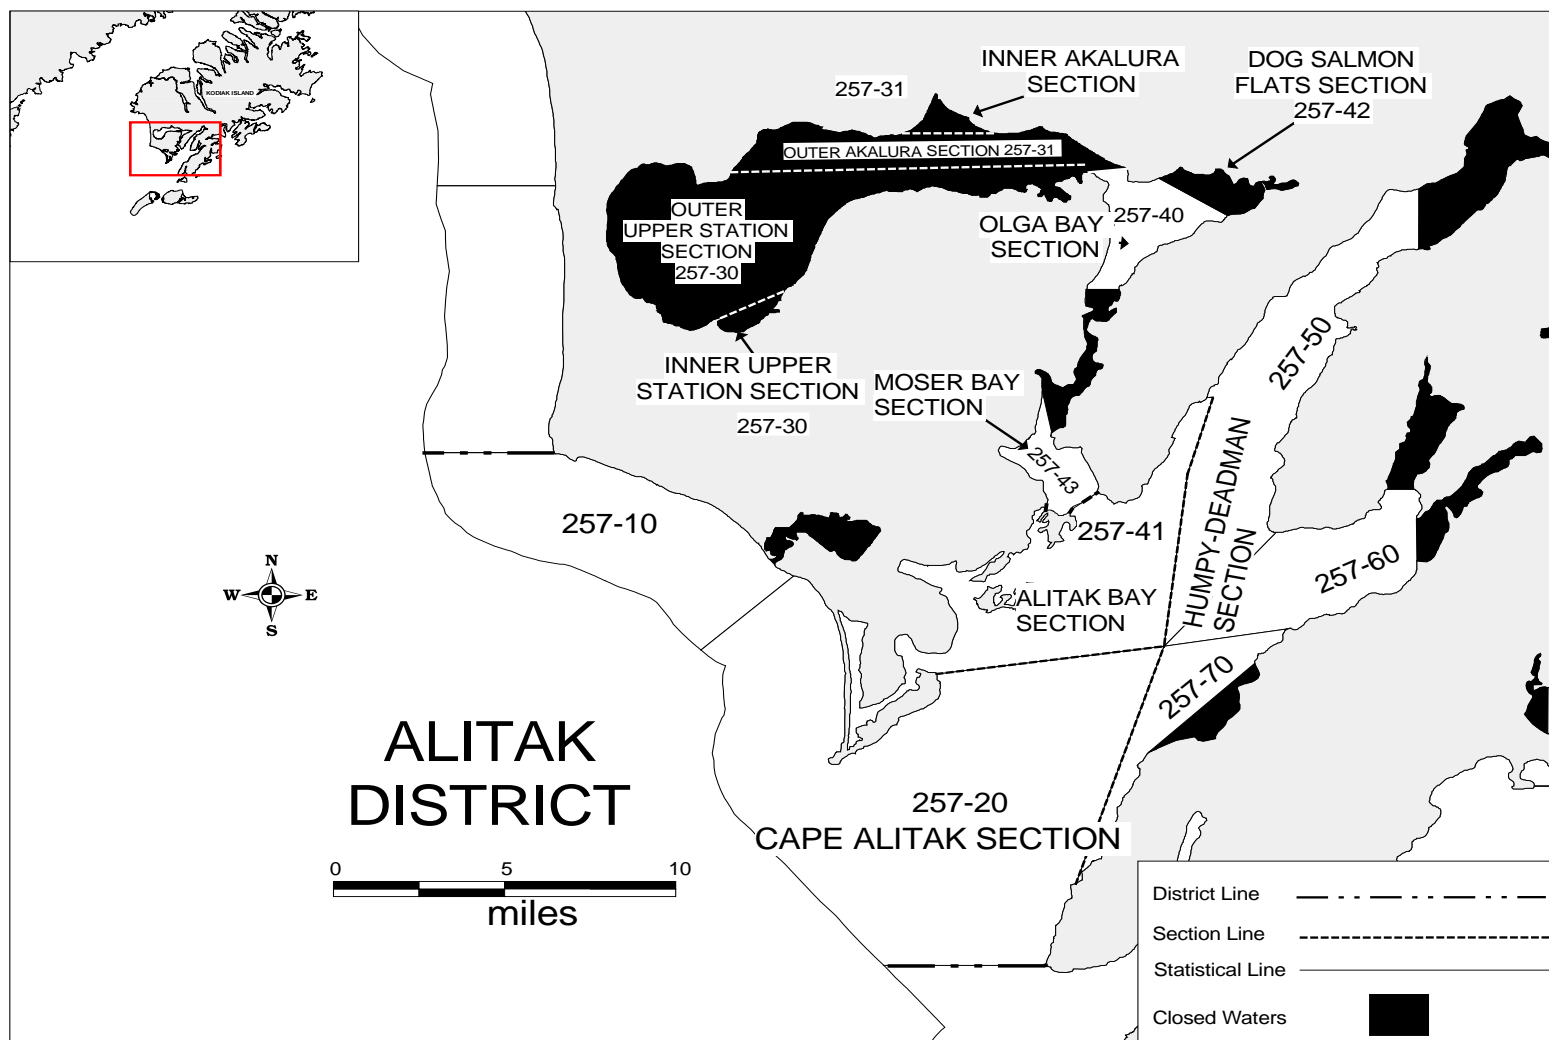 KODIAK ISLAND
257-31
INNER AKALURA
SECTION
DOG SALMON
FLATS SECTION
257-42
OUTER AKALURA SECTION 257-31
OUTER
UPPER STATION
SECTION
257-30
OLGA BAY
SECTION
257-40
INNER UPPER
STATION SECTION
257-30
MOSER BAY
SECTION
257-43
257-50
HUMPY-DEADMAN
SECTION
257-10
257-41
257-60
ALITAK BAY
SECTION
257-70
N
W
E
S
ALITAK
DISTRICT
0
5
10
miles
257-20
CAPE ALITAK SECTION
District Line
Section Line
Statistical Line
Closed Waters